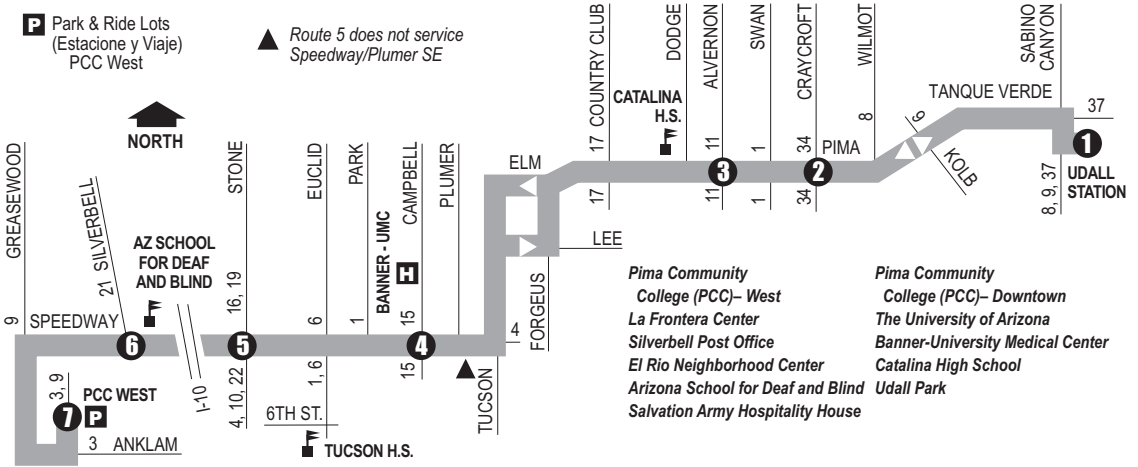 P Park & Ride Lots
(Estacione y Viaje)
PCC West
Route 5 does not service
Speedway/Plumer SE
NORTH
GREASEWOOD
9
21 SILVERBELL
SPEEDWAY
AZ SCHOOL
FOR DEAF
AND BLIND
6
I-10
STONE
16, 19
5
4, 10, 22
EUCLID
6
1, 6
6TH ST.
TUCSON H.S.
PARK
1
BANNER - UMC
H
CAMPBELL
15
4
15
PLUMER
TUCSON
4
FORGEUS
ELM
LEE
COUNTRY CLUB
17
17
CATALINA
H.S.
DODGE
ALVERNON
11
3
11
SWAN
1
1
CRAYCROFT
34
2
34
PIMA
WILMOT
8
9
KOLB
TANQUE VERDE
SABINO
CANYON
37
1
8, 9, 37
UDALL
STATION
3, 9
PCC WEST
7 P
3 ANKLAM
Pima Community
College (PCC)– West
La Frontera Center
Silverbell Post Office
El Rio Neighborhood Center
Arizona School for Deaf and Blind
Salvation Army Hospitality House
Pima Community
College (PCC)– Downtown
The University of Arizona
Banner-University Medical Center
Catalina High School
Udall Park